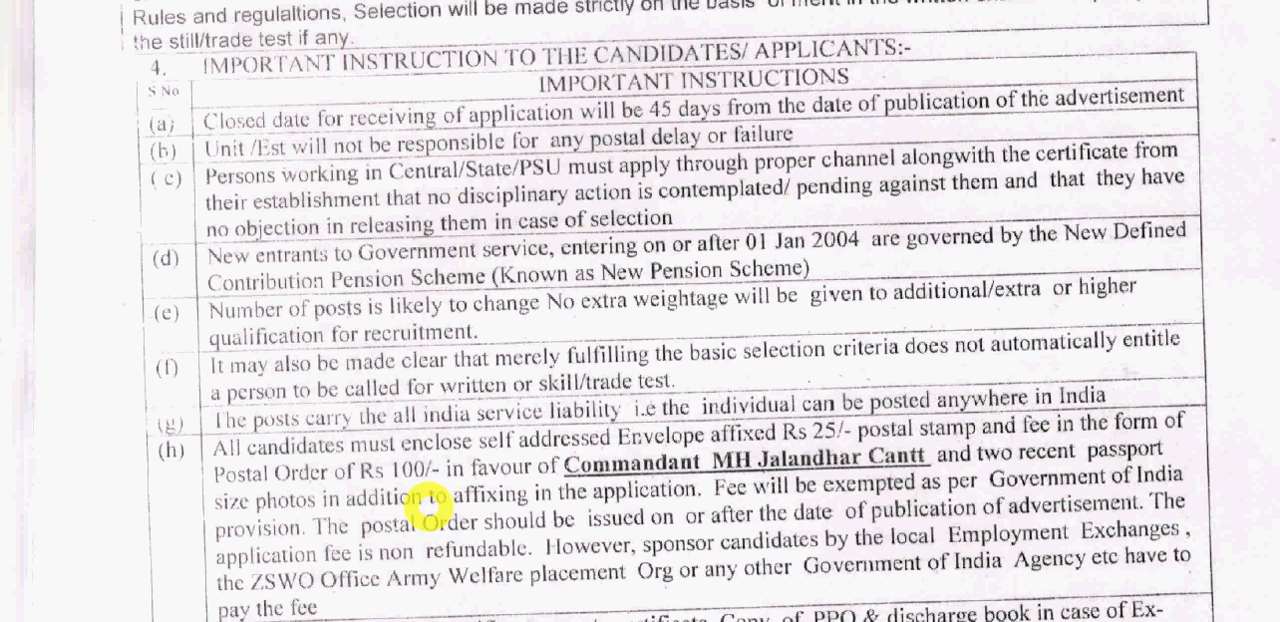 Rules and regulaltions, Selection will be made strictly on the basis of merit in the written
the still/trade test if any.
4. IMPORTANT INSTRUCTION TO THE CANDIDATES/ APPLICANTS:-
S No IMPORTANT INSTRUCTIONS
(a) Closed date for receiving of application will be 45 days from the date of publication of the advertisement
(b) Unit /Est will not be responsible for any postal delay or failure
( c) Persons working in Central/State/PSU must apply through proper channel alongwith the certificate from
their establishment that no disciplinary action is contemplated/ pending against them and that they have
no objection in releasing them in case of selection
(d) New entrants to Government service, entering on or after 01 Jan 2004 are governed by the New Defined
Contribution Pension Scheme (Known as New Pension Scheme)
(e) Number of posts is likely to change No extra weightage will be given to additional/extra or higher
qualification for recruitment.
(f) It may also be made clear that merely fulfilling the basic selection criteria does not automatically entitle
a person to be called for written or skill/trade test.
(g) The posts carry the all india service liability i.e the individual can be posted anywhere in India
(h) All candidates must enclose self addressed Envelope affixed Rs 25/- postal stamp and fee in the form of
Postal Order of Rs 100/- in favour of Commandant MH Jalandhar Cantt and two recent passport
size photos in addition to affixing in the application. Fee will be exempted as per Government of India
provision. The postal Order should be issued on or after the date of publication of advertisement. The
application fee is non refundable. However, sponsor candidates by the local Employment Exchanges ,
the ZSWO Office Army Welfare placement Org or any other Government of India Agency etc have to
pay the fee
Copy of PPO & discharge book in case of Ex-